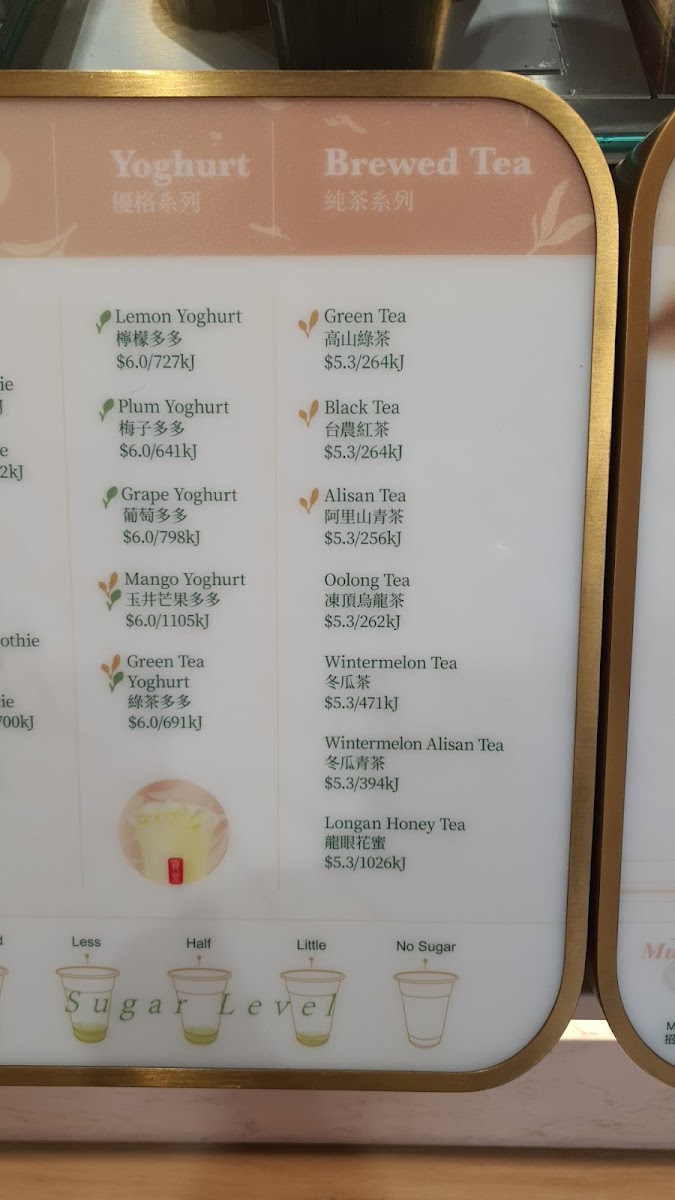 Yoghurt
優格系列
Lemon Yoghurt
檸檬多多
$6.0/727kJ
Plum Yoghurt
梅子多多
$6.0/641kJ
Grape Yoghurt
葡萄多多
$6.0/798kJ
Mango Yoghurt
玉井芒果多多
$6.0/1105kJ
Green Tea
Yoghurt
綠茶多多
$6.0/691kJ
Brewed Tea
純茶系列
Green Tea
高山綠茶
$5.3/264kJ
Black Tea
台農紅茶
$5.3/264kJ
Alisan Tea
阿里山青茶
$5.3/256kJ
Oolong Tea
凍頂烏龍茶
$5.3/262kJ
Wintermelon Tea
冬瓜茶
$5.3/471kJ
Wintermelon Alisan Tea
冬瓜青茶
$5.3/394kJ
Longan Honey Tea
龍眼花蜜
$5.3/1026kJ
Less
Half
Little
No Sugar
Sugar Level